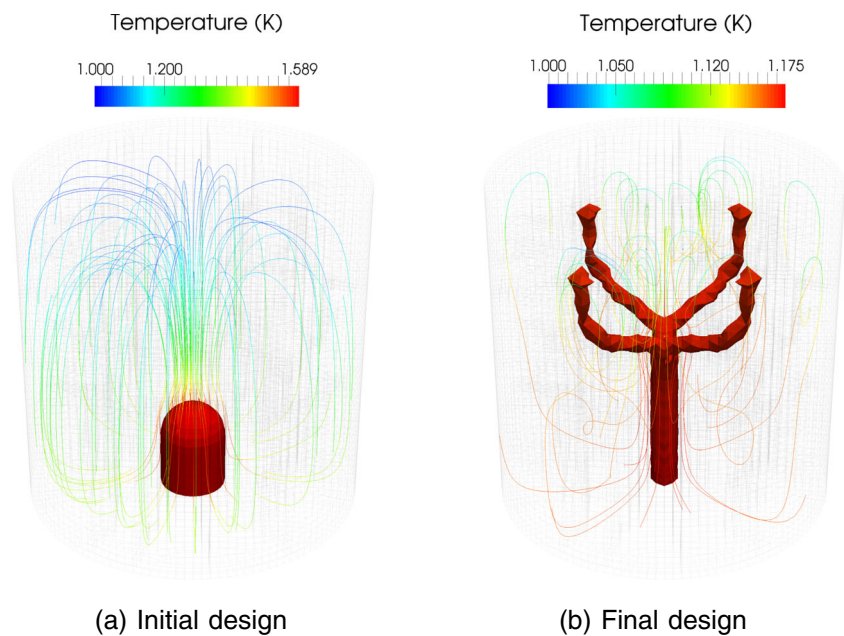 Temperature (K)
1.000 1.200 1.589
Temperature (K)
1.000 1.050 1.120 1.175
(a) Initial design
(b) Final design